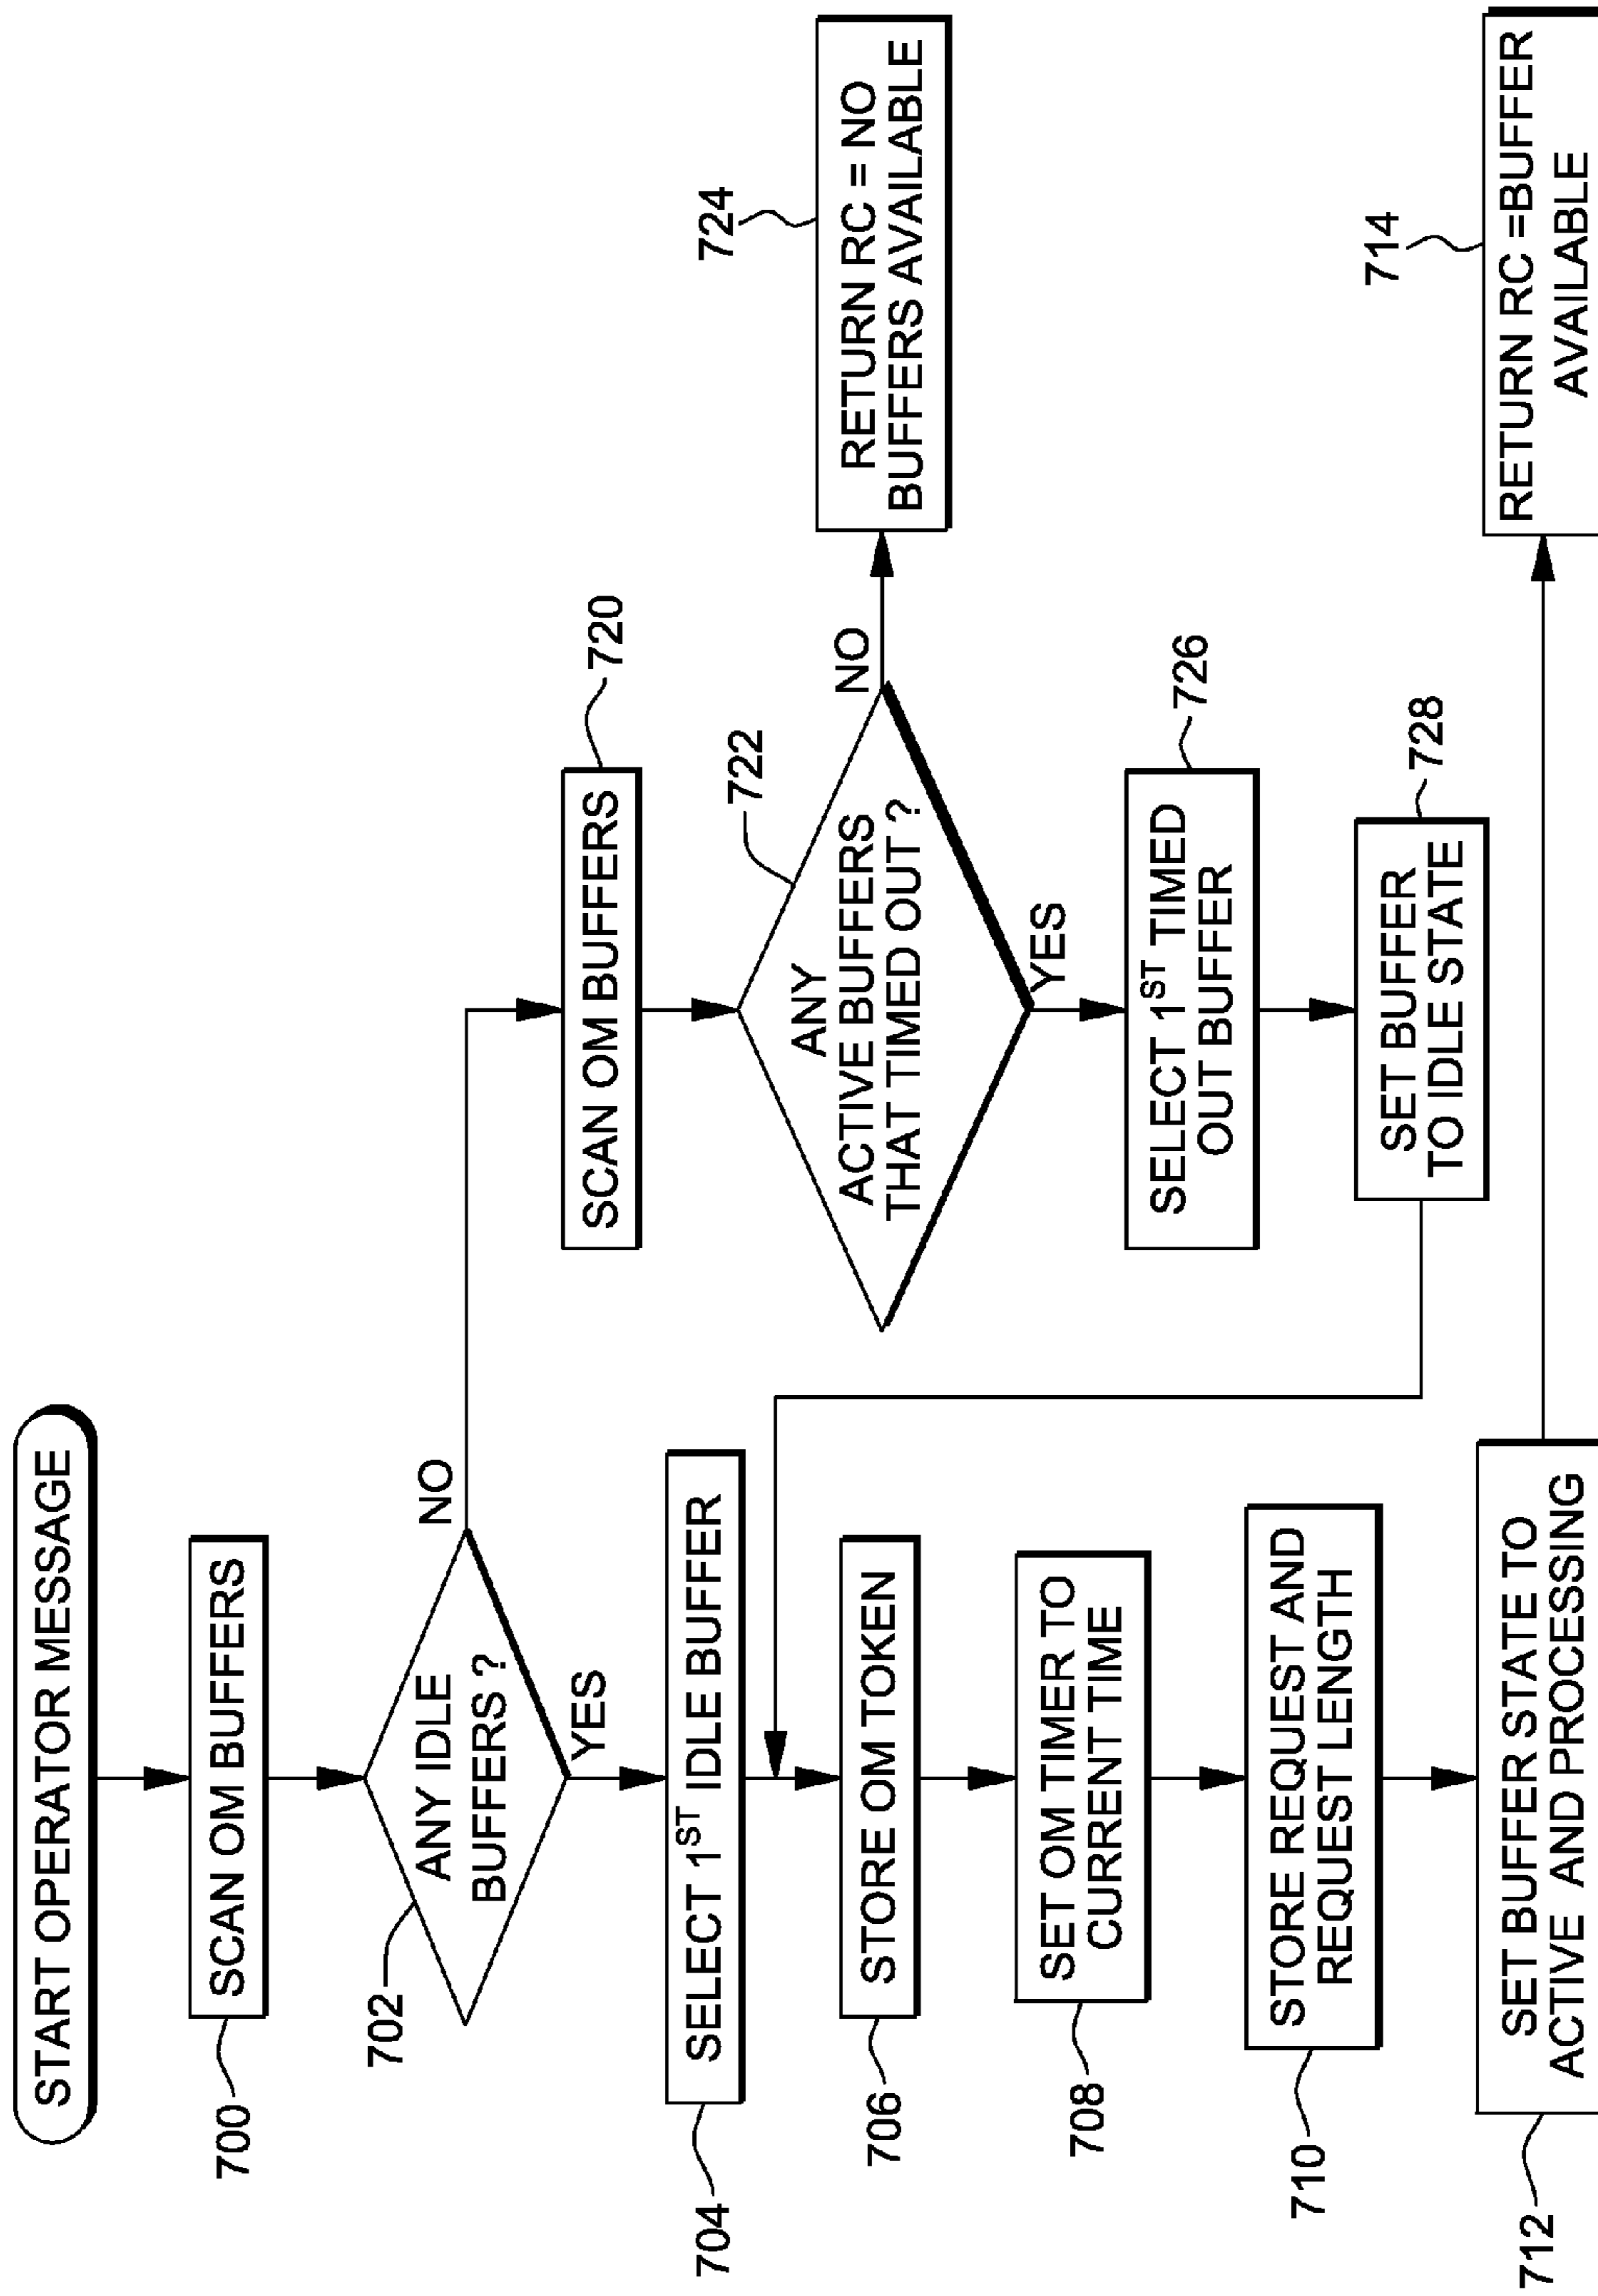 START OPERATOR MESSAGE
700
SCAN OM BUFFERS
702
ANY IDLE
BUFFERS ?
NO
YES
704
SELECT 1ST IDLE BUFFER
706
STORE OM TOKEN
708
SET OM TIMER TO
CURRENT TIME
710
STORE REQUEST AND
REQUEST LENGTH
712
SET BUFFER STATE TO
ACTIVE AND PROCESSING
714
RETURN RC =BUFFER
AVAILABLE
720
SCAN OM BUFFERS
722
ANY
ACTIVE BUFFERS
THAT TIMED OUT ?
NO
YES
724
RETURN RC = NO
BUFFERS AVAILABLE
726
SELECT 1ST TIMED
OUT BUFFER
728
SET BUFFER
TO IDLE STATE